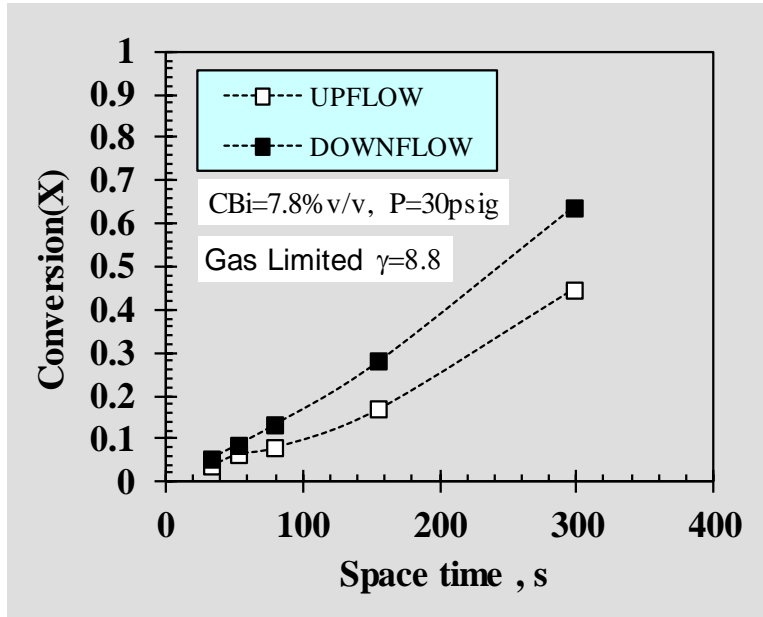 1
0.9
0.8
0.7
0.6
0.5
0.4
0.3
0.2
0.1
0
Conversion(X)
UPFLOW
DOWNFLOW
CBi=7.8%v/v, P=30psig
Gas Limited γ=8.8
0 100 200 300 400
Space time , s